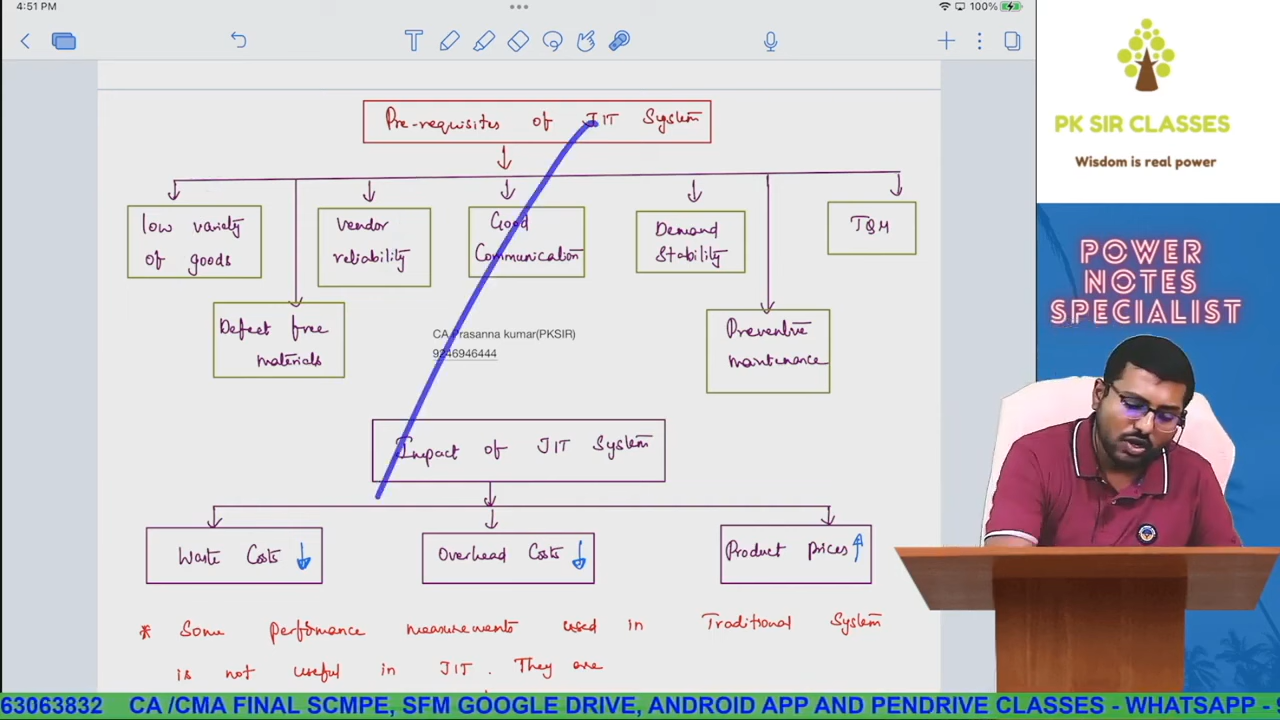 4:51 PM
100%
Pre-requisites of JIT System
low variety
of goods
Vendor
reliability
Good
Communication
Demand
Stability
TQM
Defect free
materials
Preventive
maintenance
CA Prasanna kumar(PKSIR)
9246946444
Impact of JIT System
Waste Costs ↓
Overhead Costs ↓
Product prices ↑
* Some performance measurements used in Traditional System
is not useful in JIT. They are
PK SIR CLASSES
Wisdom is real power
POWER
NOTES
SPECIALIST
63063832 CA /CMA FINAL SCMPE, SFM GOOGLE DRIVE, ANDROID APP AND PENDRIVE CLASSES - WHATSAPP -